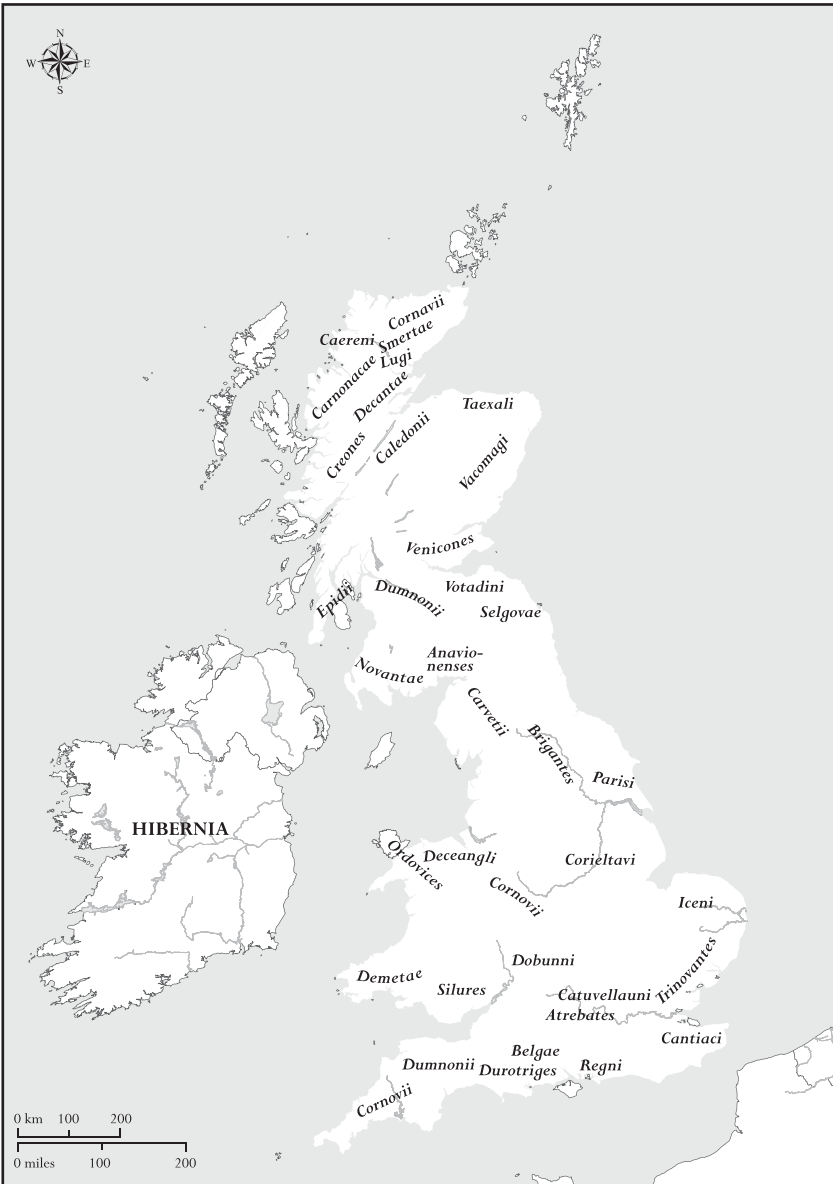 N
W E
S
Cornavii
Smertae
Caereni
Lugi
Carnonacae
Decantae
Taexali
Caledonii
Creones
Vacomagi
Venicones
Votadini
Dumnonii
Epidii
Selgovae
Anavio-
nenses
Novantae
Carvetii
Brigantes
Parisi
HIBERNIA
Deceangli
Ordovices
Corieltavi
Cornovii
Iceni
Dobunni
Trinovantes
Demetae
Silures
Catuvellauni
Atrebates
Cantiaci
Belgae
Dumnonii
Durotriges
Regni
Cornovii
0 km 100 200
0 miles 100 200